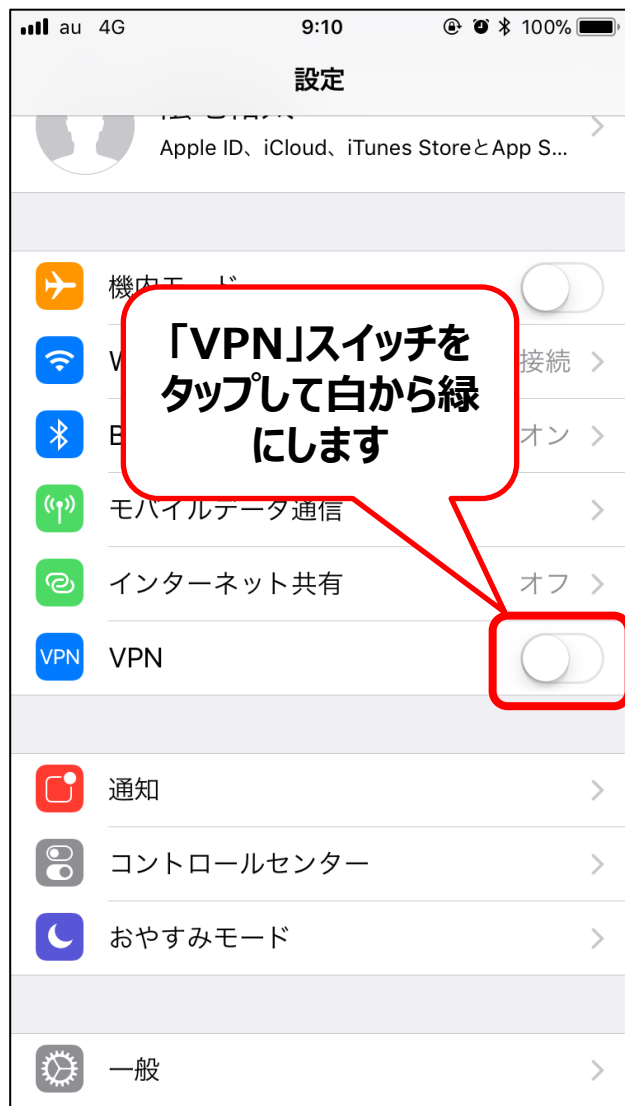 au 4G 9:10 100%
設定
Apple ID、iCloud、iTunes StoreとApp S...
「VPN」スイッチを
タップして白から緑
にします
接続
オン
モバイルデータ通信
インターネット共有 オフ
VPN VPN
通知
コントロールセンター
おやすみモード
一般